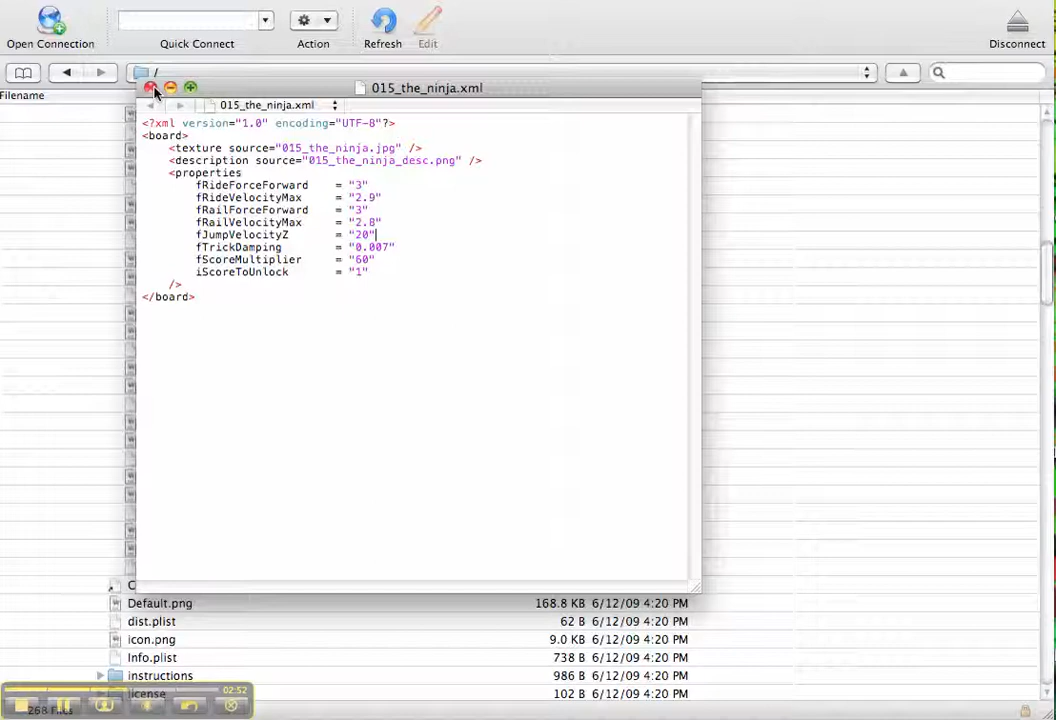 Open Connection
Quick Connect
Action
Refresh
Edit
Disconnect
/
Filename
015_the_ninja.xml
015_the_ninja.xml
<?xml version="1.0" encoding="UTF-8"?>
<board>
<texture source="015_the_ninja.jpg" />
<description source="015_the_ninja_desc.png" />
<properties
fRideForceForward = "3"
fRideVelocityMax = "2.9"
fRailForceForward = "3"
fRailVelocityMax = "2.8"
fJumpVelocityZ = "20"
fTrickDamping = "0.007"
fScoreMultiplier = "60"
iScoreToUnlock = "1"
/>
</board>
C
Default.png 168.8 KB 6/12/09 4:20 PM
dist.plist 62 B 6/12/09 4:20 PM
icon.png 9.0 KB 6/12/09 4:20 PM
Info.plist 738 B 6/12/09 4:20 PM
instructions 986 B 6/12/09 4:20 PM
license 102 B 6/12/09 4:20 PM
02:52
268 Files